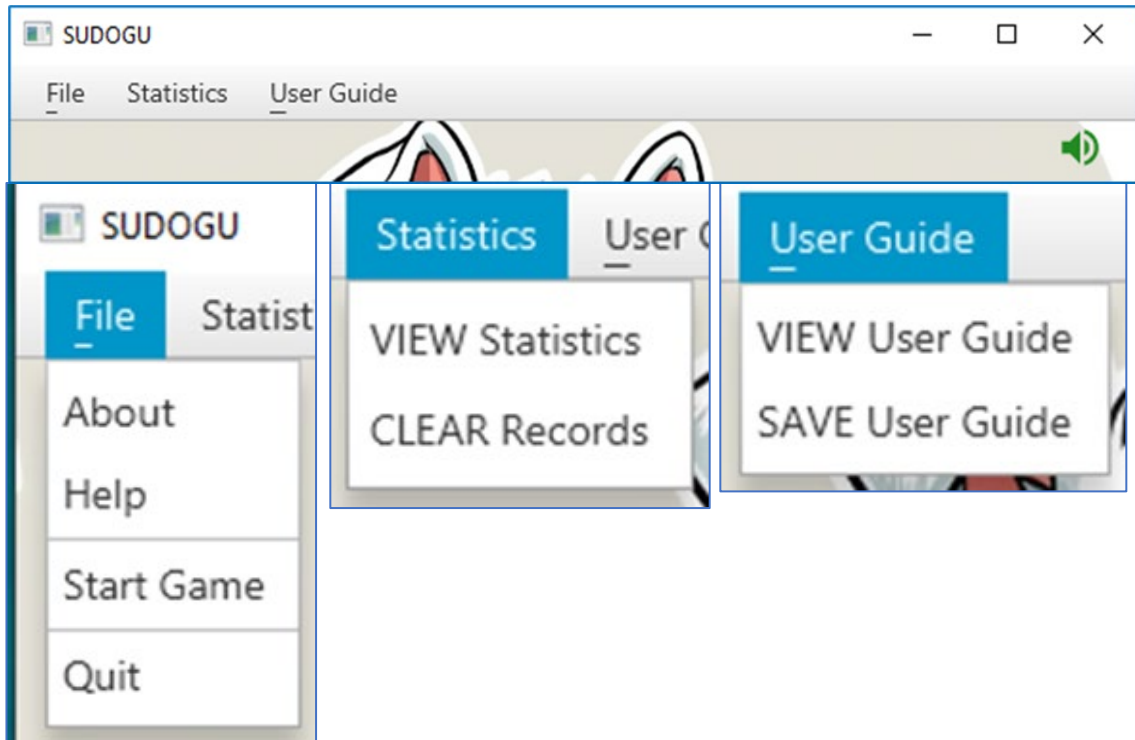 SUDOGU
File Statistics User Guide
SUDOGU
File Statist
About
Help
Start Game
Quit
Statistics User
VIEW Statistics
CLEAR Records
User Guide
VIEW User Guide
SAVE User Guide